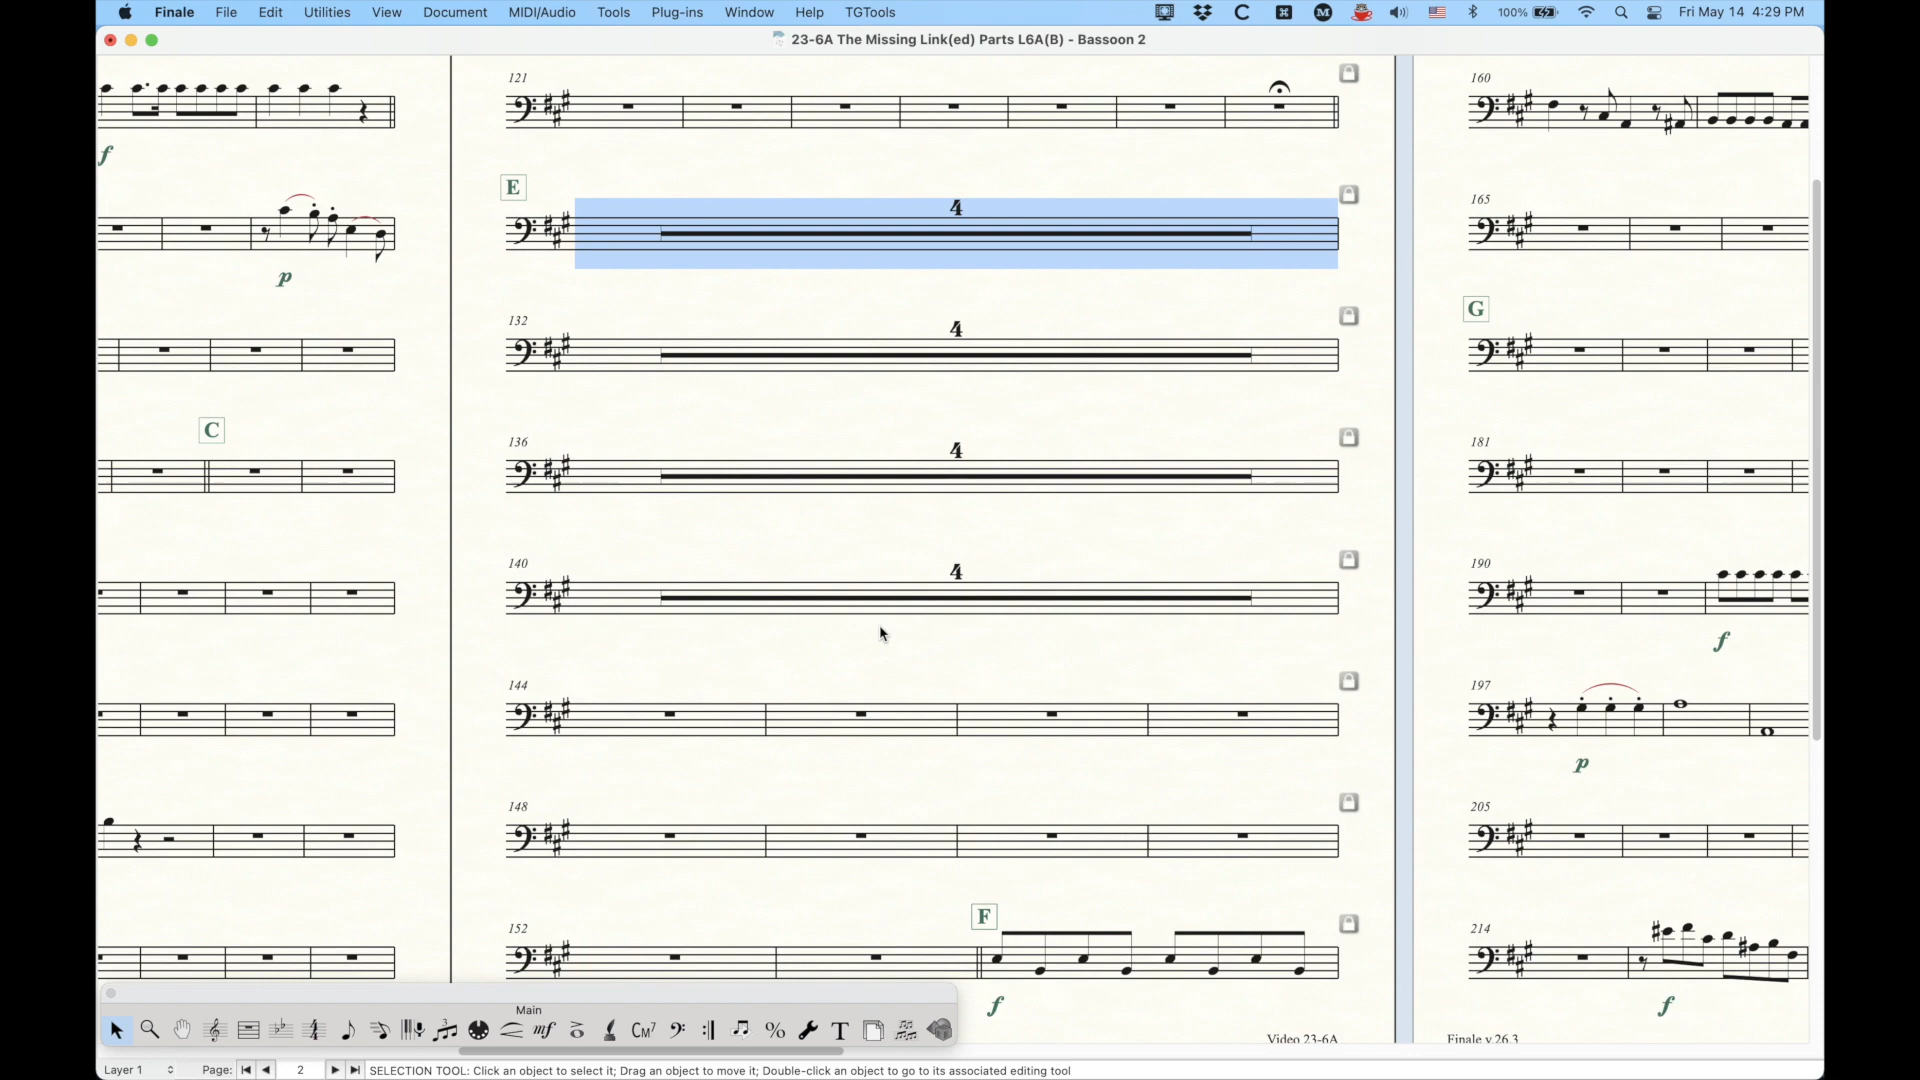 Finale File Edit Utilities View Document MIDI/Audio Tools Plug-ins Window Help TGTools 100% Fri May 14 4:29 PM
23-6A The Missing Link(ed) Parts L6A(B) - Bassoon 2
121
160
f
E
4
165
p
132
4
G
C
136
4
181
140
4
190
f
144
197
p
148
205
F
152
214
f
f
Video 23-6A
Finale v.26.3
Main
mf
CM7
T
Layer 1 Page: 2 SELECTION TOOL: Click an object to select it; Drag an object to move it; Double-click an object to go to its associated editing tool